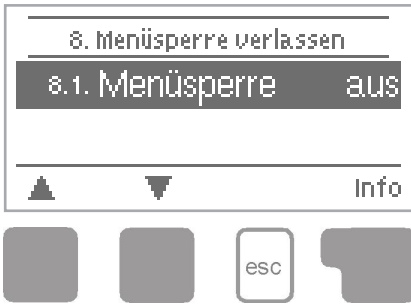 8. Menüsperre verlassen
8.1. Menüsperre aus
Info
esc